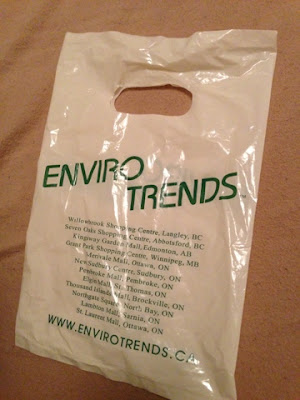 ENVIRO
TRENDS
Willowbrook Shopping Centre, Langley, BC
Seven Oaks Shopping Centre, Abbotsford, BC
Kingsway Garden Mall, Edmonton, AB
Grant Park Shopping Centre, Winnipeg, MB
Merivale Mall, Ottawa, ON
New Sudbury Centre, Sudbury, ON
Pembroke Mall, Pembroke, ON
Elgin Mall, St. Thomas, ON
Thousand Islands Mall, Brockville, ON
Northgate Square, North Bay, ON
Lambton Mall, Sarnia, ON
St. Laurent Mall, Ottawa, ON
WWW.ENVIROTRENDS.CA